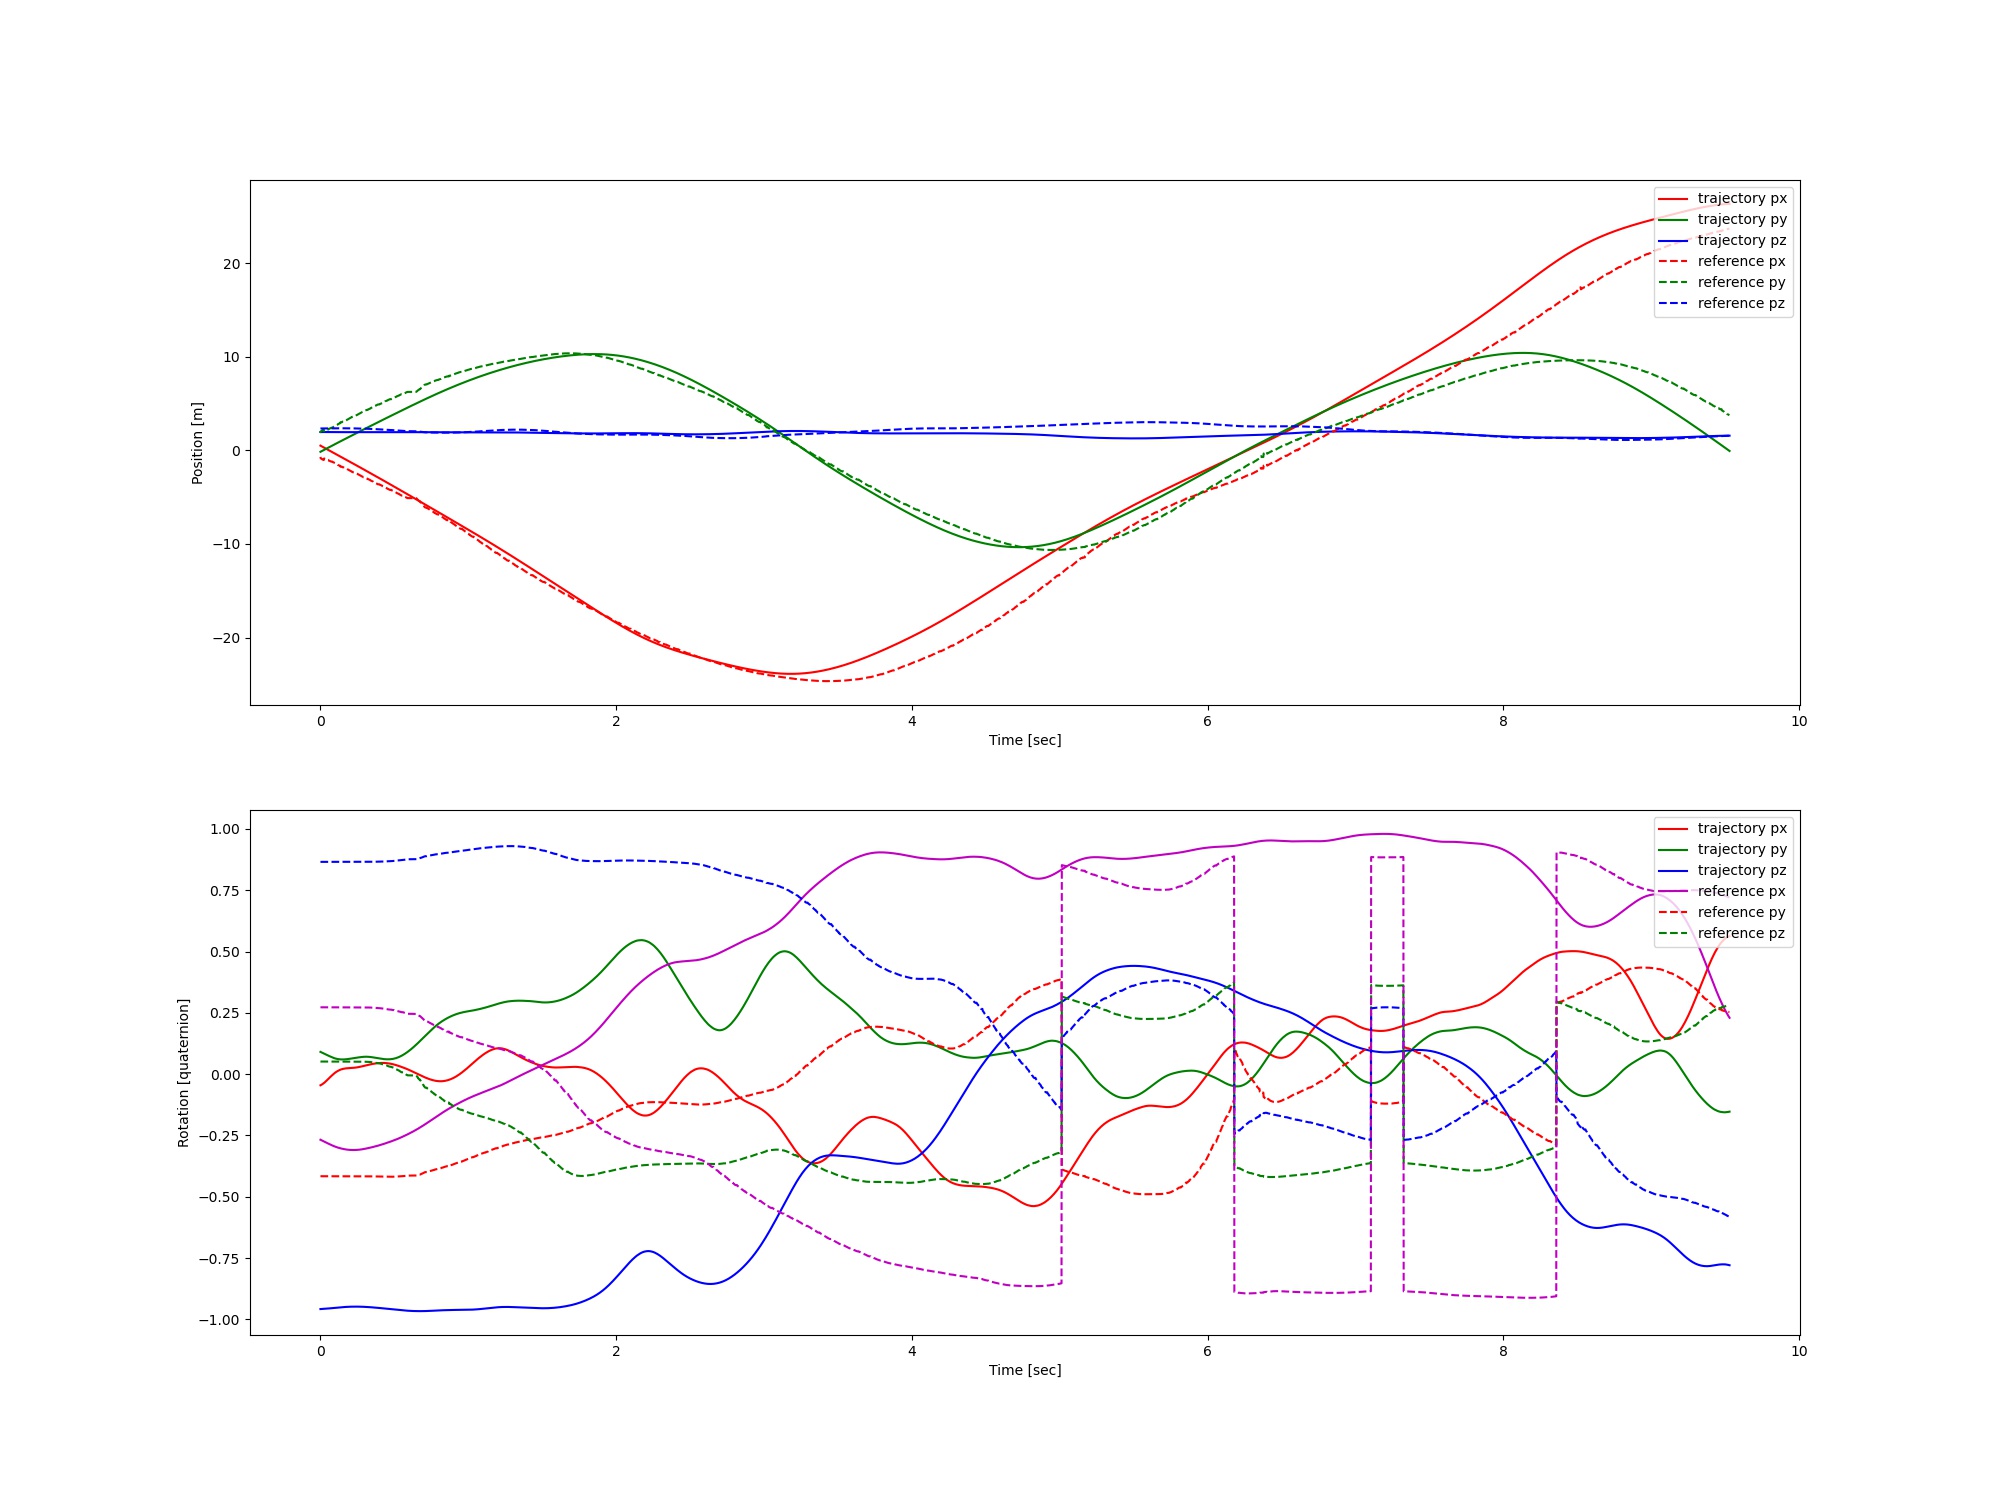 20
10
0
−10
−20
Position [m]
0 2 4 6 8 10
Time [sec]
trajectory px
trajectory py
trajectory pz
reference px
reference py
reference pz
1.00
0.75
0.50
0.25
0.00
−0.25
−0.50
−0.75
−1.00
Rotation [quaternion]
0 2 4 6 8 10
Time [sec]
trajectory px
trajectory py
trajectory pz
reference px
reference py
reference pz